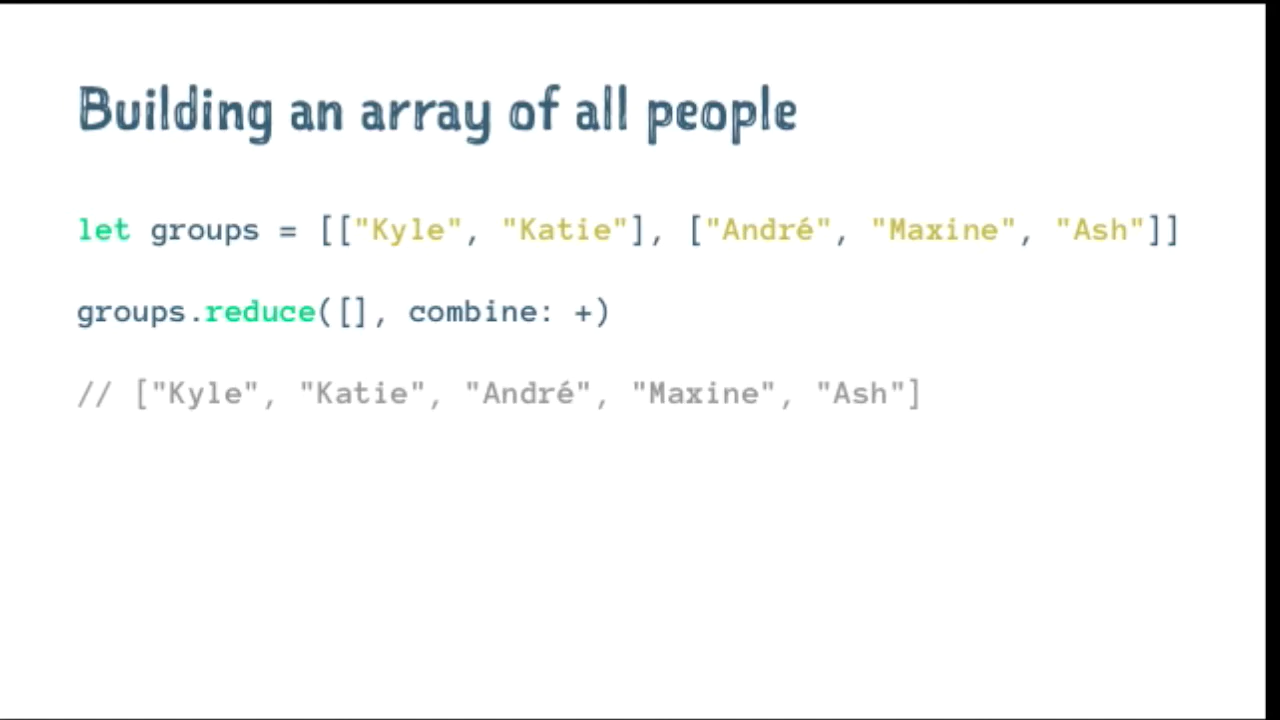 Building an array of all people
let groups = [["Kyle", "Katie"], ["André", "Maxine", "Ash"]]
groups.reduce([], combine: +)
// ["Kyle", "Katie", "André", "Maxine", "Ash"]